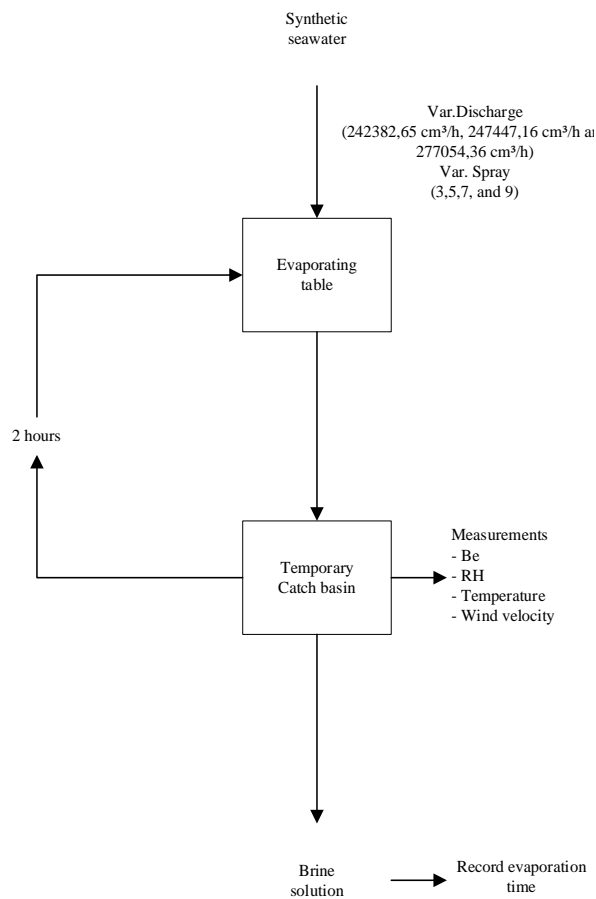 Synthetic
seawater
Var.Discharge
(242382,65 cm³/h, 247447,16 cm³/h
277054,36 cm³/h)
Var. Spray
(3,5,7, and 9)
Evaporating
table
2 hours
Temporary
Catch basin
Measurements
- Be
- RH
- Temperature
- Wind velocity
Brine
solution
Record evaporation
time